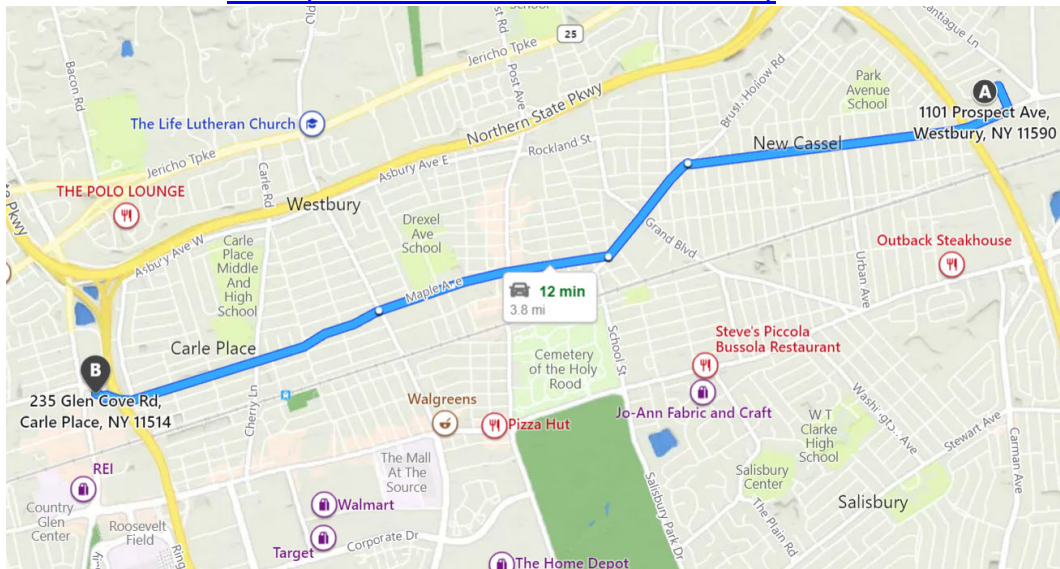 25
Jericho Tpke
Post Ave
Bacon Rd
Northern State Pkwy
Brush Hollow Rd
Park
Avenue
School
A
1101 Prospect Ave,
Westbury, NY 11590
The Life Lutheran Church
Jericho Tpke
Rockland St
New Cassel
Asbury Ave E
Carle Rd
THE POLO LOUNGE
Westbury
Drexel
Ave
School
Grand Blvd
Asbury Ave W
Carle
Place
Middle
And
High
School
Outback Steakhouse
Urban Ave
Maple Ave
12 min
3.8 mi
Carle Place
School St
Steve's Piccola
Bussola Restaurant
Cemetery
of the Holy
Rood
B
235 Glen Cove Rd,
Carle Place, NY 11514
Cherry Ln
Walgreens
Pizza Hut
Jo-Ann Fabric and Craft
W T
Clarke
High
School
Washington Ave
Stewart Ave
Carman Ave
REI
The Mall
At The
Source
Salisbury
Center
Salisbury
Country
Glen
Center
Roosevelt
Field
Walmart
Target
Corporate Dr
Salisbury Park Dr
The Plain Rd
Ring
The Home Depot